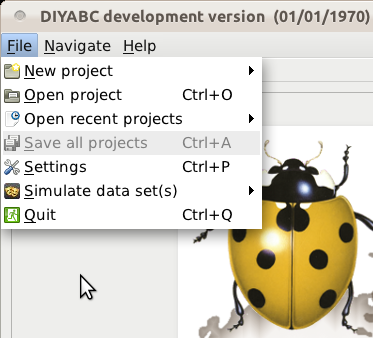 DIYABC development version (01/01/1970)
File Navigate Help
New project
Open project Ctrl+O
Open recent projects
Save all projects Ctrl+A
Settings Ctrl+P
Simulate data set(s)
Quit Ctrl+Q